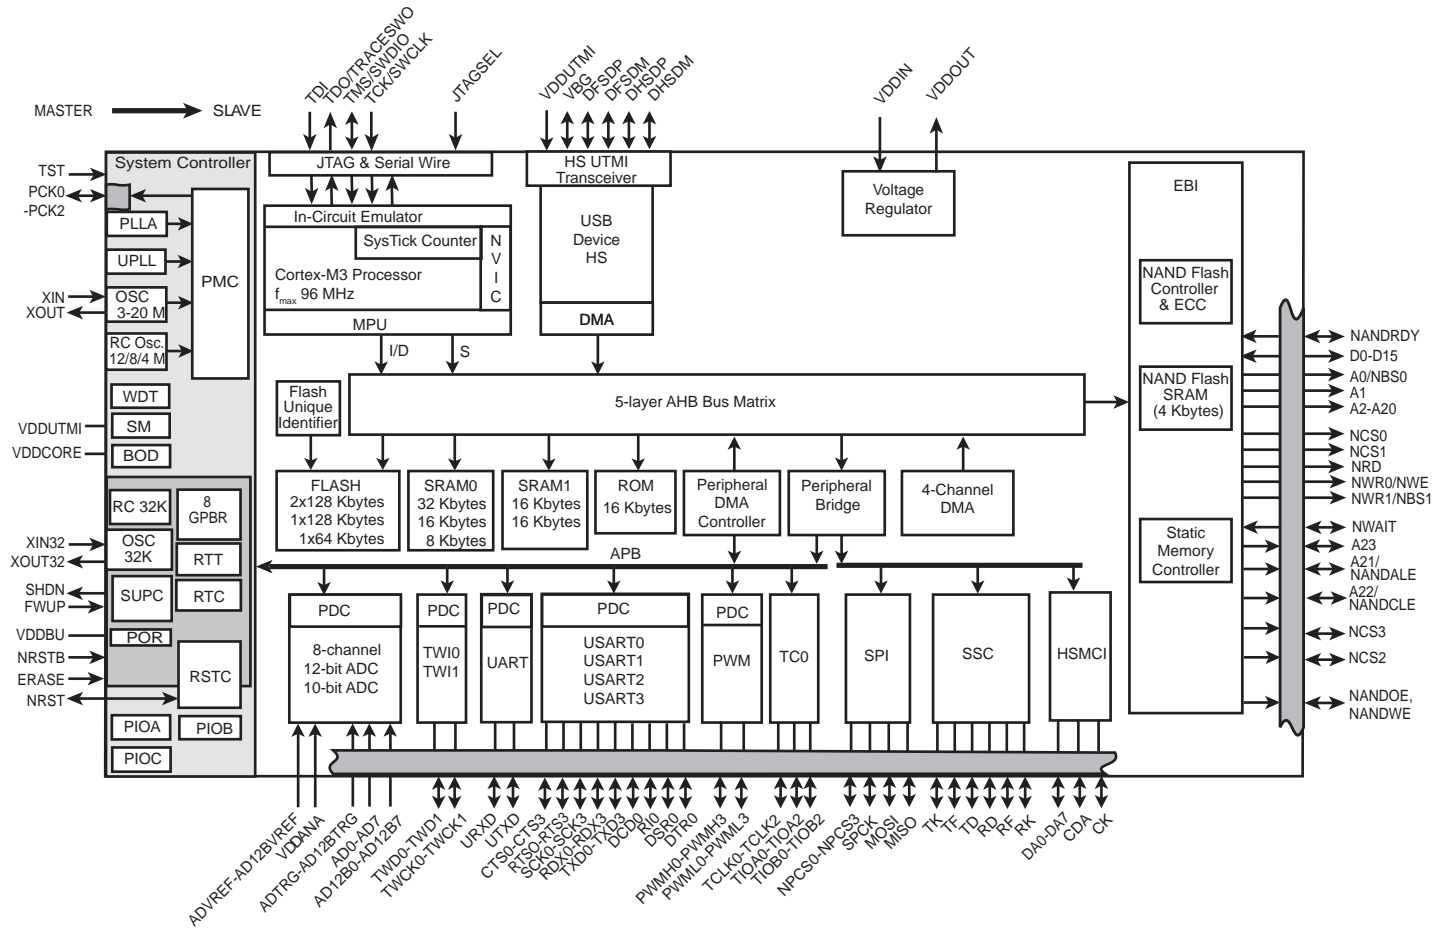 TDI
TDO/TRACESWO
TMS/SWDIO
TCK/SWCLK
JTAGSEL
VDDUTMI
VBG
DFSDP
DFSDM
DHSDP
DHSDM
VDDIN
VDDOUT
MASTER
SLAVE
System Controller
TST
PCK0
-PCK2
PLLA
UPLL
XIN
XOUT
OSC
3-20 M
RC Osc.
12/8/4 M
PMC
WDT
VDDUTMI
SM
VDDCORE
BOD
RC 32K
8
GPBR
XIN32
XOUT32
OSC
32K
RTT
SHDN
FWUP
SUPC
RTC
VDDBU
POR
NRSTB
ERASE
NRST
RSTC
PIOA
PIOB
PIOC
JTAG & Serial Wire
In-Circuit Emulator
SysTick Counter
N
V
I
C
Cortex-M3 Processor
fmax 96 MHz
MPU
I/D
S
HS UTMI
Transceiver
USB
Device
HS
DMA
Voltage
Regulator
Flash
Unique
Identifier
5-layer AHB Bus Matrix
FLASH
2x128 Kbytes
1x128 Kbytes
1x64 Kbytes
SRAM0
32 Kbytes
16 Kbytes
8 Kbytes
SRAM1
16 Kbytes
16 Kbytes
ROM
16 Kbytes
Peripheral
DMA
Controller
Peripheral
Bridge
4-Channel
DMA
APB
PDC
8-channel
12-bit ADC
10-bit ADC
PDC
TWI0
TWI1
PDC
UART
PDC
USART0
USART1
USART2
USART3
PDC
PWM
TC0
SPI
SSC
HSMCI
EBI
NAND Flash
Controller
& ECC
NAND Flash
SRAM
(4 Kbytes)
Static
Memory
Controller
NANDRDY
D0-D15
A0/NBS0
A1
A2-A20
NCS0
NCS1
NRD
NWR0/NWE
NWR1/NBS1
NWAIT
A23
A21/
NANDALE
A22/
NANDCLE
NCS3
NCS2
NANDOE,
NANDWE
ADVREF-AD12BVREF
VDDANA
ADTRG-AD12BTRG
AD0-AD7
AD12B0-AD12B7
TWD0-TWD1
TWCK0-TWCK1
URXD
UTXD
CTS0-CTS3
RTS0-RTS3
SCK0-SCK3
RDX0-RDX3
TXD0-TXD3
DCD0
RI0
DSR0
DTR0
PWMH0-PWMH3
PWML0-PWML3
TCLK0-TCLK2
TIOA0-TIOA2
TIOB0-TIOB2
NPCS0-NPCS3
SPCK
MOSI
MISO
TK
TF
TD
RD
RF
RK
DA0-DA7
CDA
CK